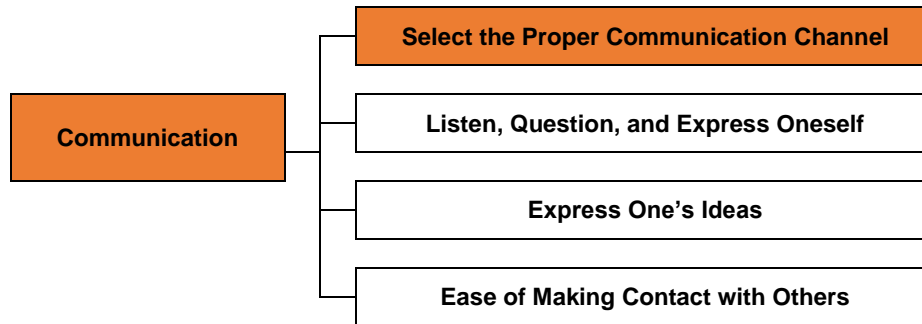 Select the Proper Communication Channel
Communication
Listen, Question, and Express Oneself
Express One’s Ideas
Ease of Making Contact with Others